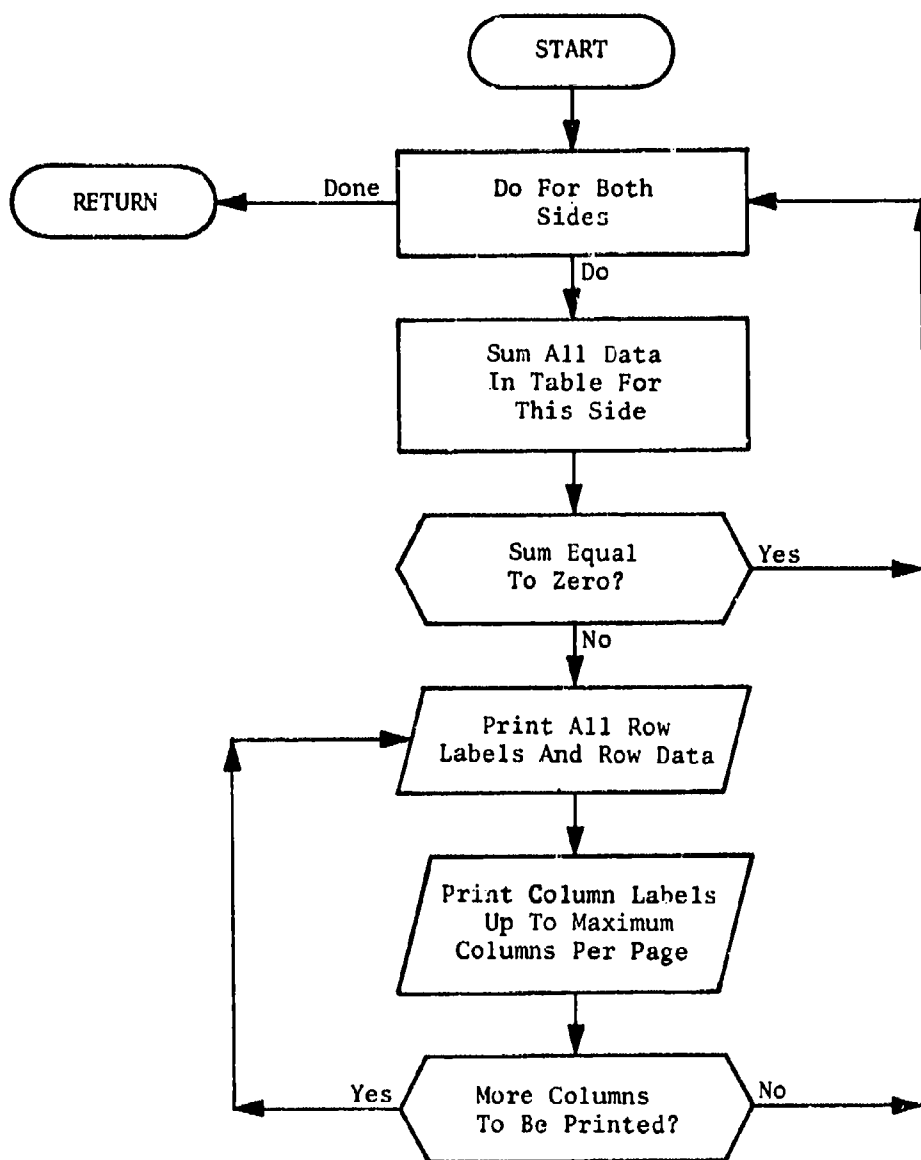 START
RETURN
Done
Do For Both
Sides
Do
Sum All Data
In Table For
This Side
Sum Equal
To Zero?
Yes
No
Print All Row
Labels And Row Data
Print Column Labels
Up To Maximum
Columns Per Page
Yes
More Columns
To Be Printed?
No